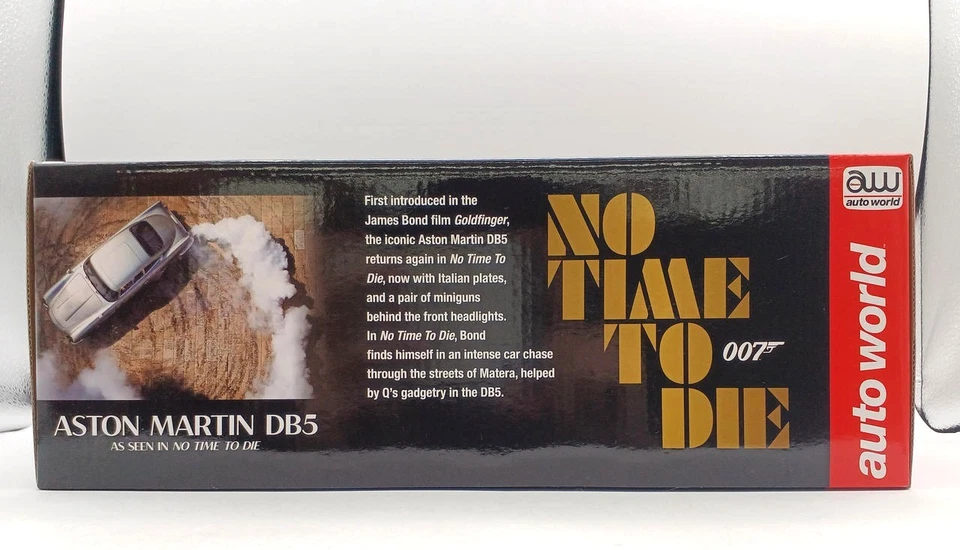 First introduced in the
James Bond film Goldfinger,
the iconic Aston Martin DB5
returns again in No Time To
Die, now with Italian plates,
and a pair of miniguns
behind the front headlights.
In No Time To Die, Bond
finds himself in an intense car chase
through the streets of Matera, helped
by Q's gadgetry in the DB5.
ASTON MARTIN DB5
AS SEEN IN NO TIME TO DIE
NO
TIME
TO
DIE
007
aw
auto world
auto world